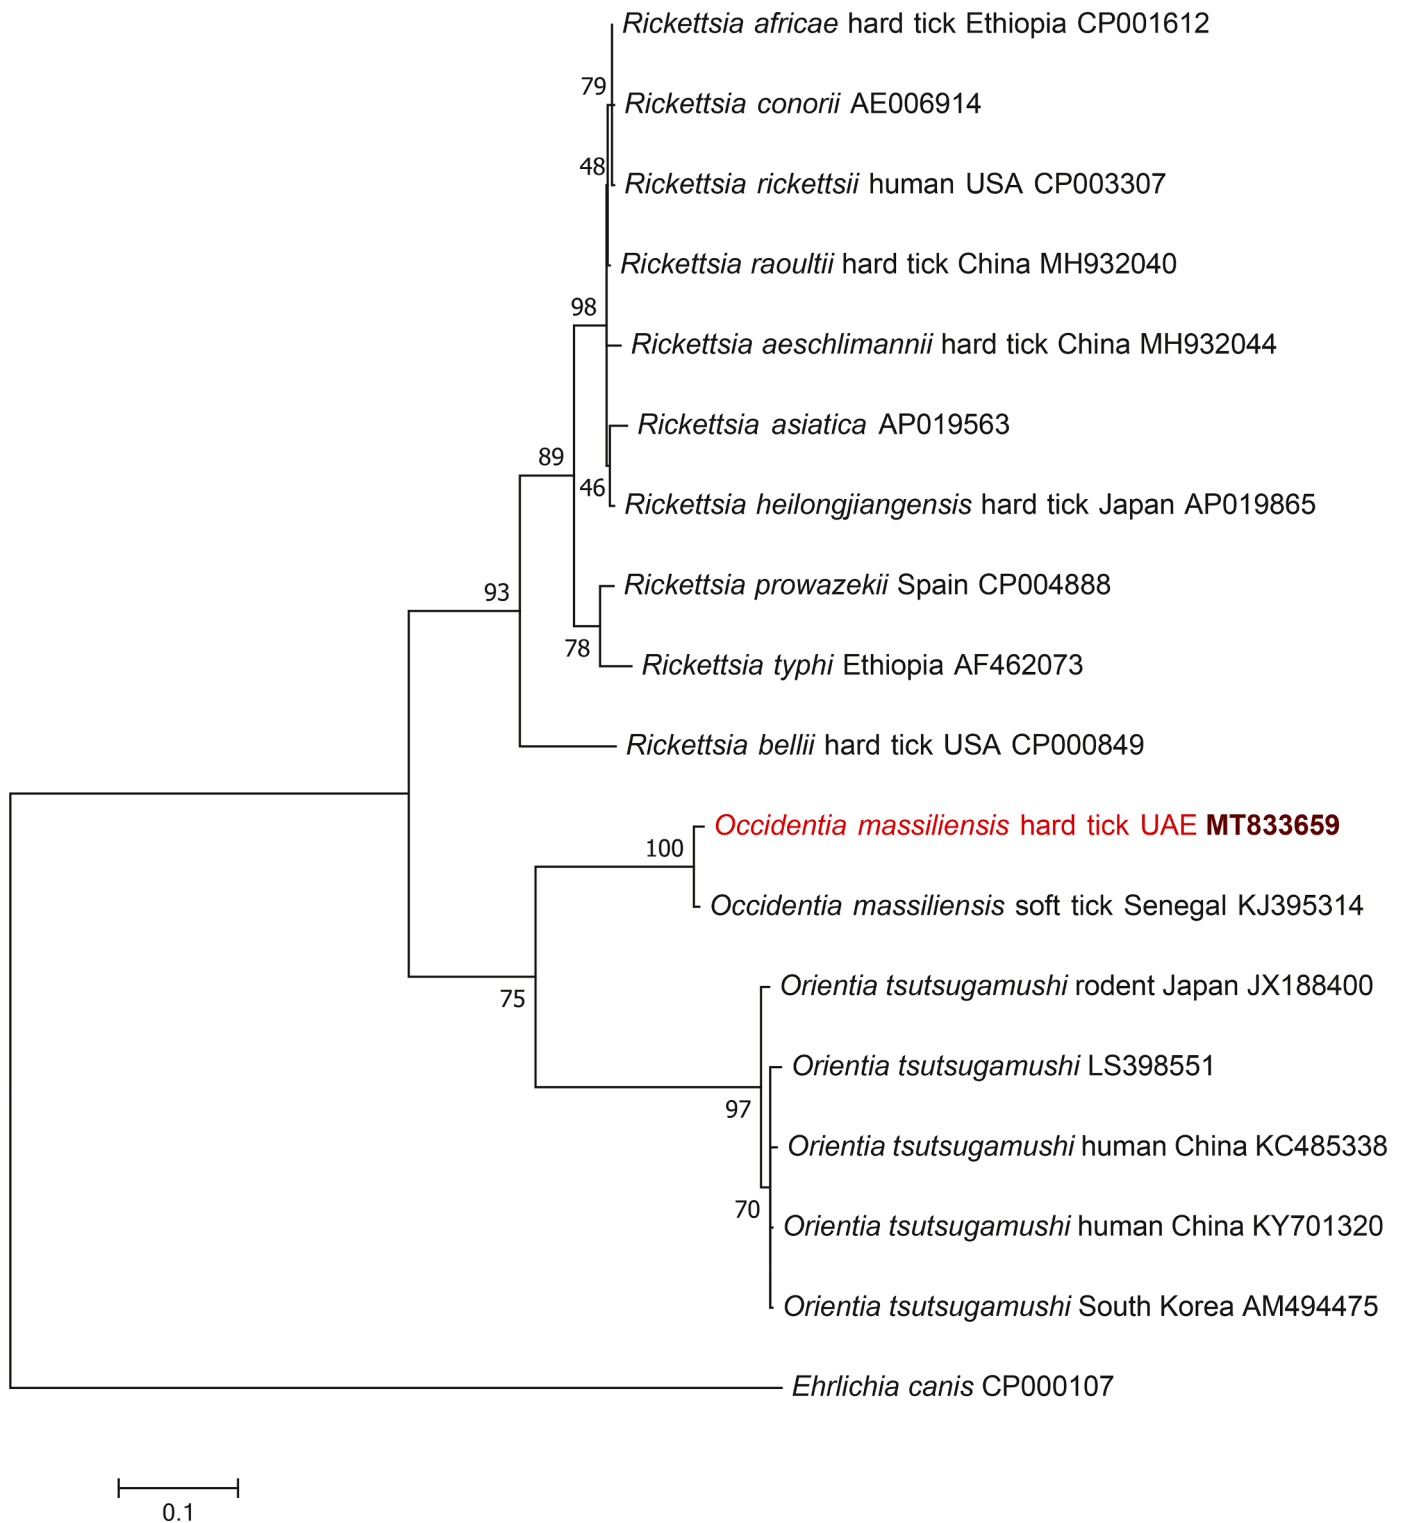 Rickettsia africae hard tick Ethiopia CP001612
79
Rickettsia conorii AE006914
48
Rickettsia rickettsii human USA CP003307
Rickettsia raoultii hard tick China MH932040
98
Rickettsia aeschlimannii hard tick China MH932044
Rickettsia asiatica AP019563
89
46
Rickettsia heilongjiangensis hard tick Japan AP019865
Rickettsia prowazekii Spain CP004888
93
78
Rickettsia typhi Ethiopia AF462073
Rickettsia bellii hard tick USA CP000849
Occidentia massiliensis hard tick UAE MT833659
100
Occidentia massiliensis soft tick Senegal KJ395314
75
Orientia tsutsugamushi rodent Japan JX188400
Orientia tsutsugamushi LS398551
97
Orientia tsutsugamushi human China KC485338
70
Orientia tsutsugamushi human China KY701320
Orientia tsutsugamushi South Korea AM494475
Ehrlichia canis CP000107
0.1